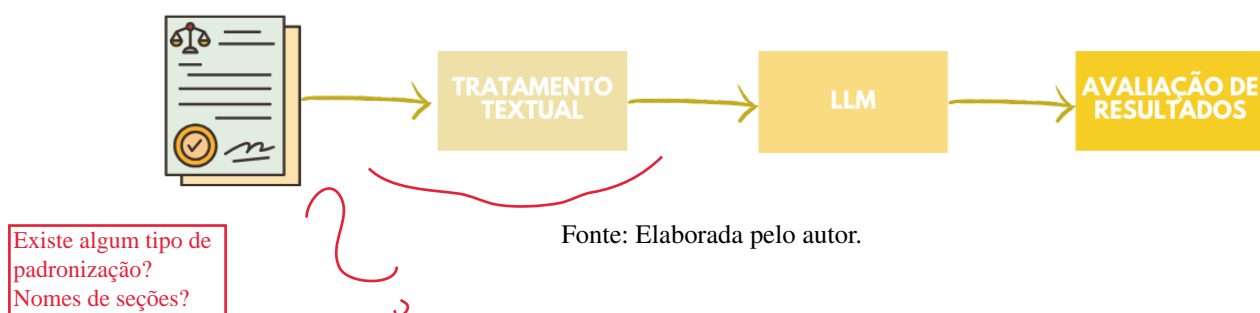 TRATAMENTO
TEXTUAL
LLM
AVALIAÇÃO DE
RESULTADOS
Fonte: Elaborada pelo autor.
Existe algum tipo de
padronização?
Nomes de seções?